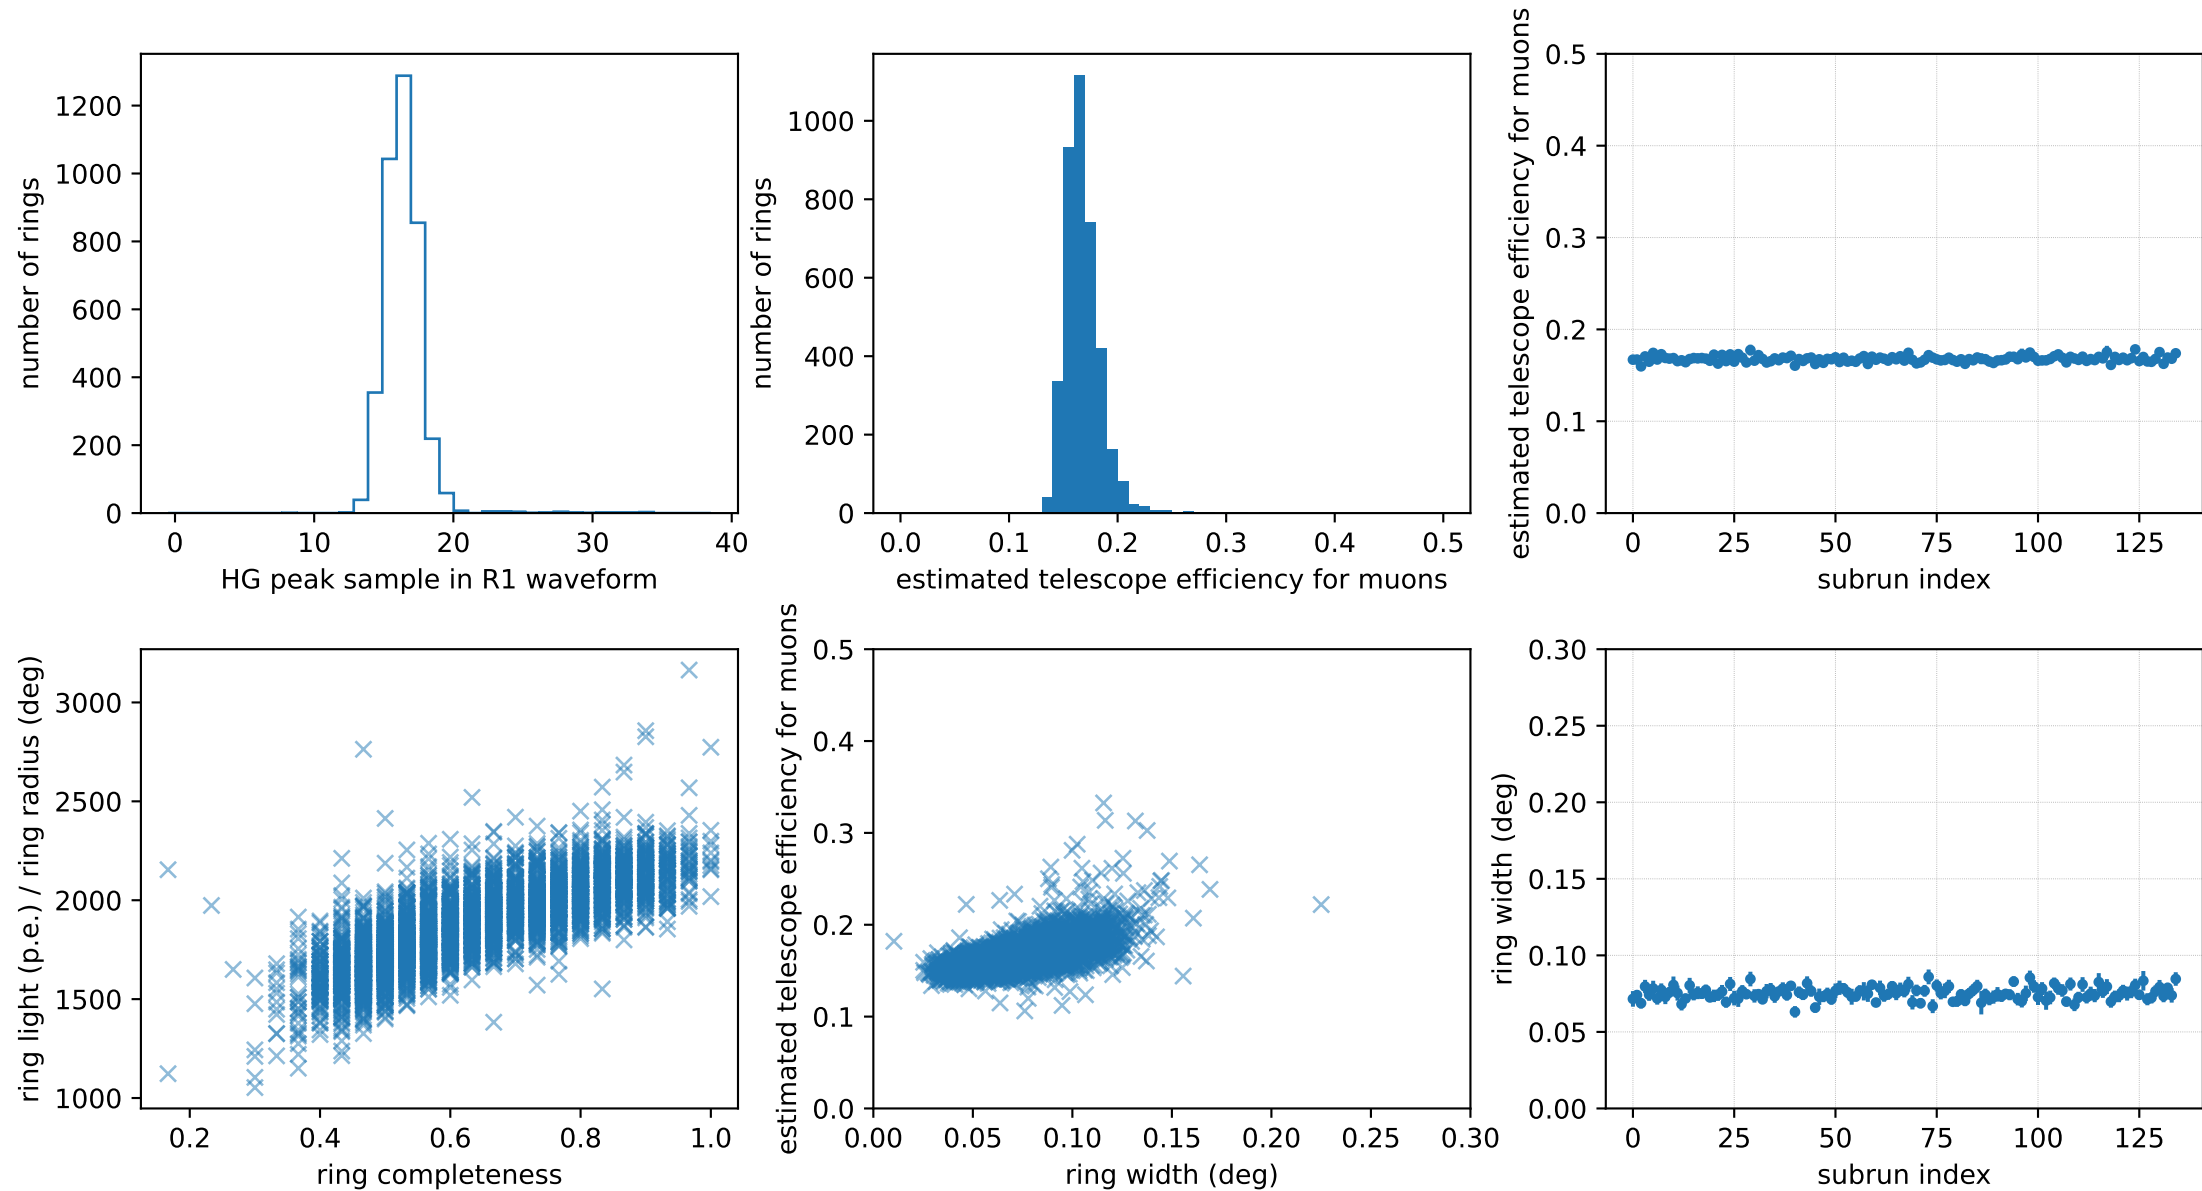 number of rings
1200
1000
800
600
400
200
0
0 10 20 30 40
HG peak sample in R1 waveform
number of rings
1000
800
600
400
200
0
0.0 0.1 0.2 0.3 0.4 0.5
estimated telescope efficiency for muons
estimated telescope efficiency for muons
0.5
0.4
0.3
0.2
0.1
0.0
0 25 50 75 100 125
subrun index
ring light (p.e.) / ring radius (deg)
3000
2500
2000
1500
1000
0.2 0.4 0.6 0.8 1.0
ring completeness
estimated telescope efficiency for muons
0.5
0.4
0.3
0.2
0.1
0.0
0.00 0.05 0.10 0.15 0.20 0.25 0.30
ring width (deg)
ring width (deg)
0.30
0.25
0.20
0.15
0.10
0.05
0.00
0 25 50 75 100 125
subrun index